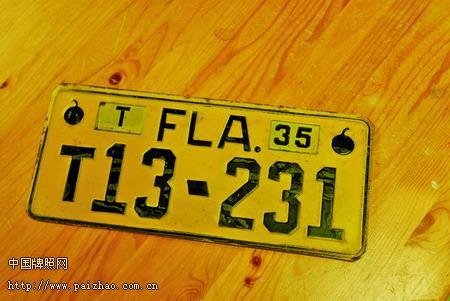 T FLA. 35
T13-231
中国牌照网
http://www.paizhao.com.cn